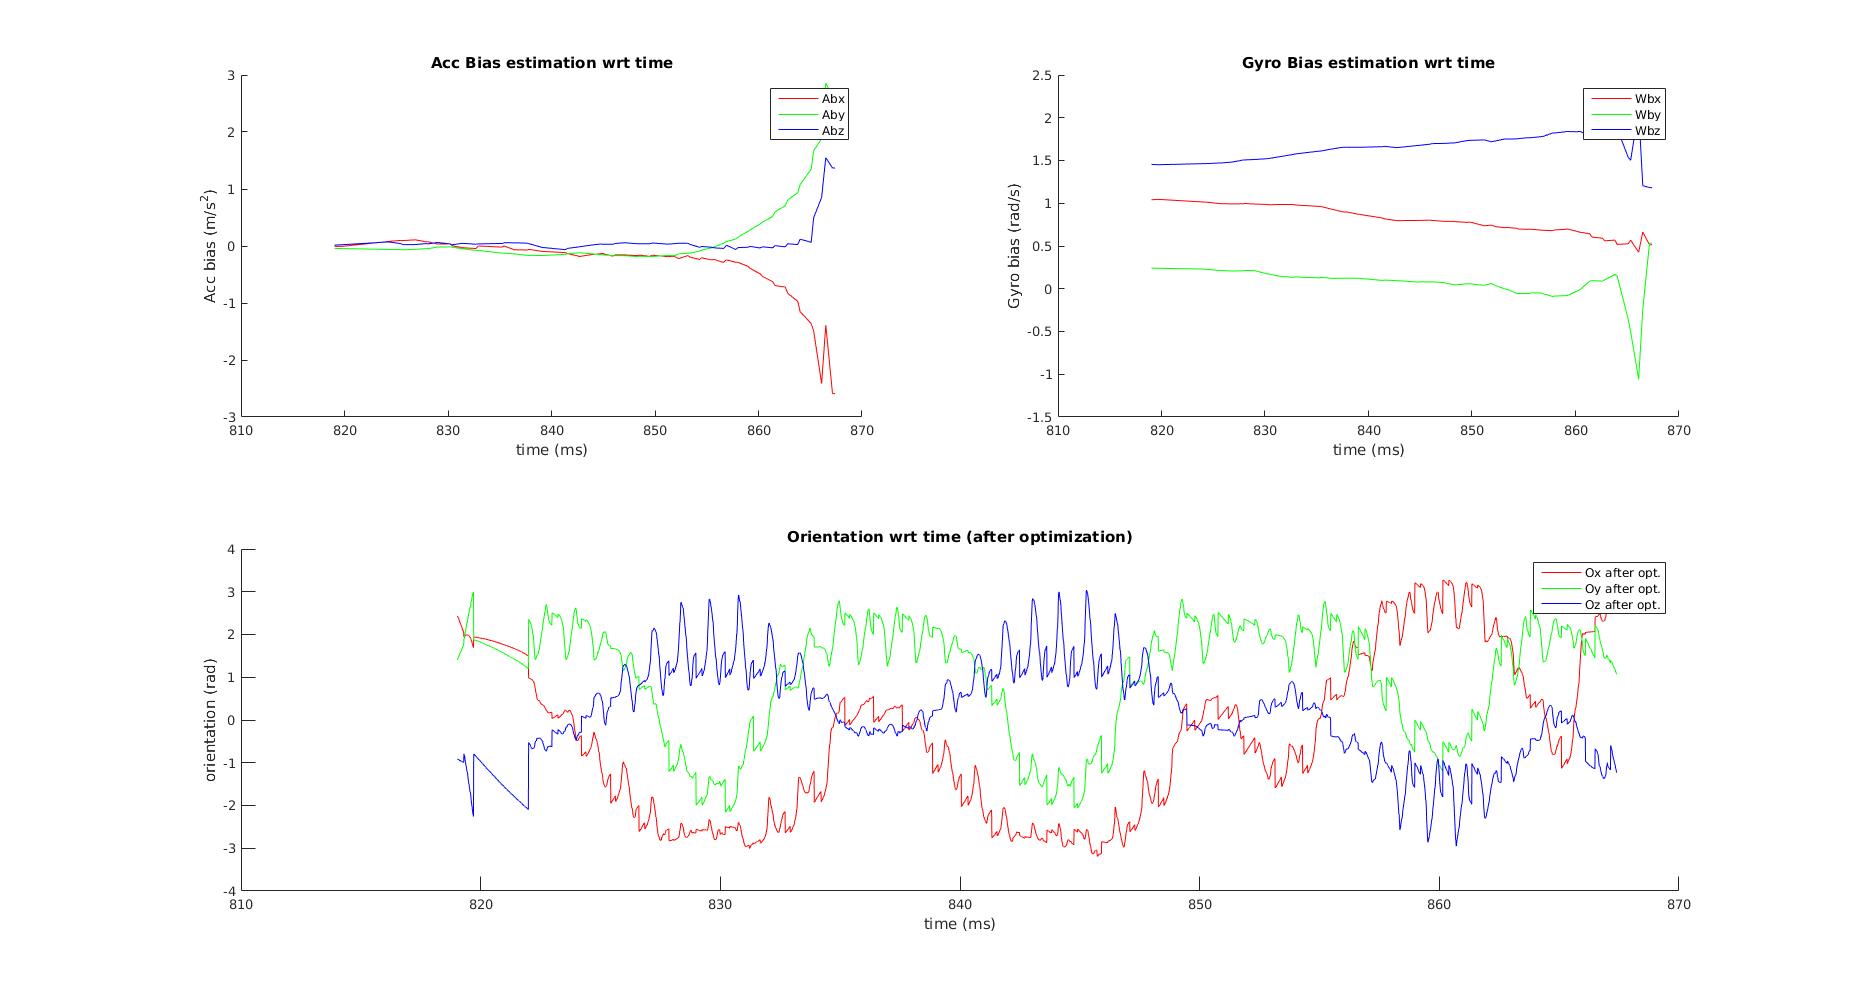 Acc Bias estimation wrt time
3
2
1
0
-1
-2
-3
Acc bias (m/s²)
810 820 830 840 850 860 870
time (ms)
Abx
Aby
Abz
Gyro Bias estimation wrt time
2.5
2
1.5
1
0.5
0
-0.5
-1
-1.5
Gyro bias (rad/s)
810 820 830 840 850 860 870
time (ms)
Wbx
Wby
Wbz
Orientation wrt time (after optimization)
4
3
2
1
0
-1
-2
-3
-4
orientation (rad)
810 820 830 840 850 860 870
time (ms)
Ox after opt.
Oy after opt.
Oz after opt.